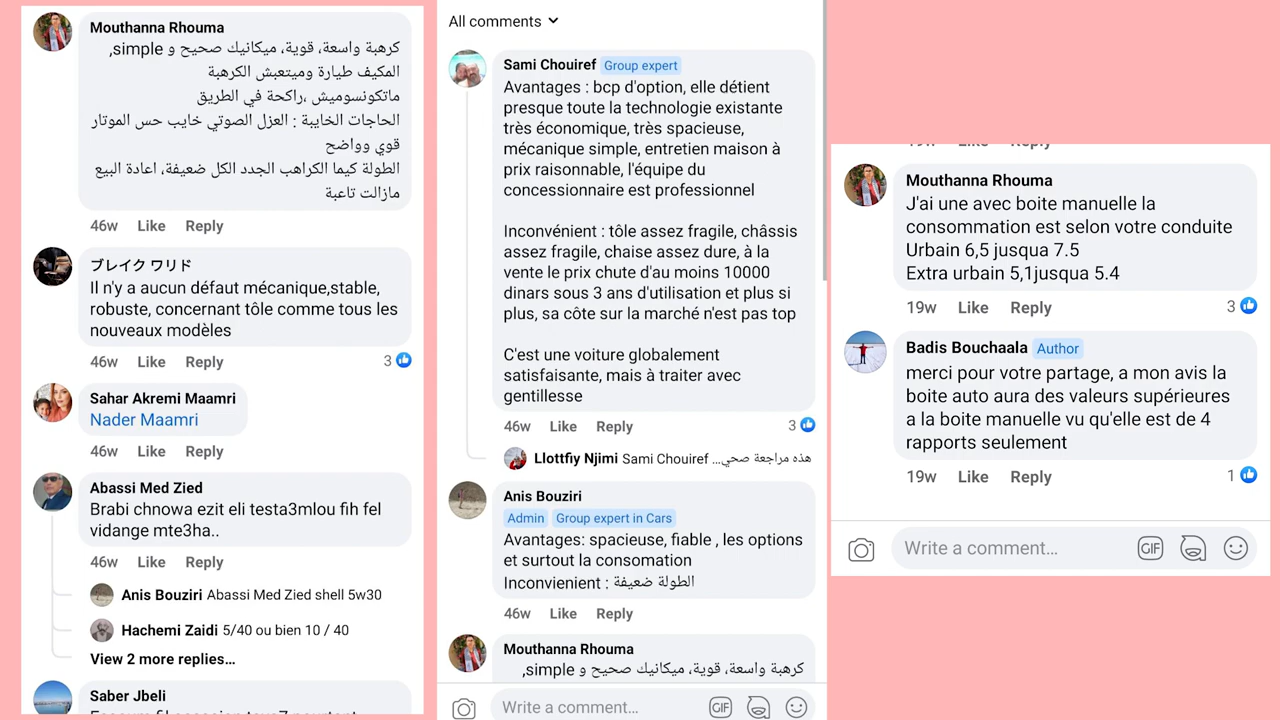 Mouthanna Rhouma
كرهبة واسعة، قوية، ميكانيك صحيح و simple,
المكيف طيارة وميتعبش الكرهبة
ماتكونسوميش ،راكحة في الطريق
الحاجات الخايبة : العزل الصوتي خايب حس الموتار
قوي وواضح
الطولة كيما الكراهب الجدد الكل ضعيفة، اعادة البيع
مازالت تاعبة
46w Like Reply
ブレイク ワリド
Il n'y a aucun défaut mécanique,stable,
robuste, concernant tôle comme tous les
nouveaux modèles
46w Like Reply 3
Sahar Akremi Maamri
Nader Maamri
46w Like Reply
Abassi Med Zied
Brabi chnowa ezit eli testa3mlou fih fel
vidange mte3ha..
46w Like Reply
Anis Bouziri Abassi Med Zied shell 5w30
Hachemi Zaidi 5/40 ou bien 10 / 40
View 2 more replies...
Saber Jbeli
All comments
Sami Chouiref Group expert
Avantages : bcp d'option, elle détient
presque toute la technologie existante
très économique, très spacieuse,
mécanique simple, entretien maison à
prix raisonnable, l'équipe du
concessionnaire est professionnel
Inconvénient : tôle assez fragile, châssis
assez fragile, chaise assez dure, à la
vente le prix chute d'au moins 10000
dinars sous 3 ans d'utilisation et plus si
plus, sa côte sur la marché n'est pas top
C'est une voiture globalement
satisfaisante, mais à traiter avec
gentillesse
46w Like Reply 3
Llottfiy Njimi Sami Chouiref هذه مراجعة صحي...
Anis Bouziri
Admin Group expert in Cars
Avantages: spacieuse, fiable , les options
et surtout la consomation
Inconvienient : الطولة ضعيفة
46w Like Reply
Mouthanna Rhouma
كرهبة واسعة، قوية، ميكانيك صحيح و simple,
Write a comment...
Like Reply
Mouthanna Rhouma
J'ai une avec boite manuelle la
consommation est selon votre conduite
Urbain 6,5 jusqua 7.5
Extra urbain 5,1jusqua 5.4
19w Like Reply 3
Badis Bouchaala Author
merci pour votre partage, a mon avis la
boite auto aura des valeurs supérieures
a la boite manuelle vu qu'elle est de 4
rapports seulement
19w Like Reply 1
Write a comment...
GIF
GIF